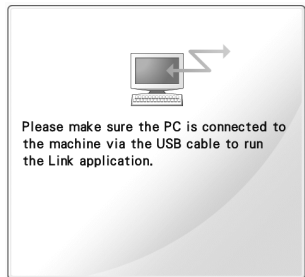 Please make sure the PC is connected to
the machine via the USB cable to run
the Link application.